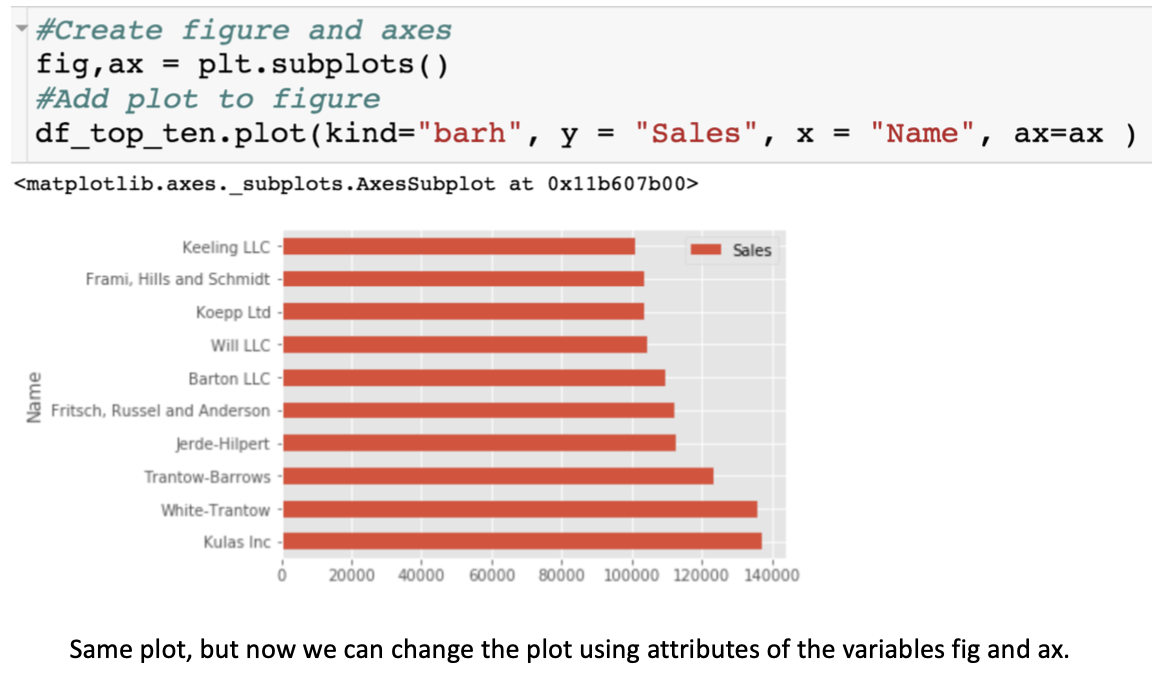 #Create figure and axes
fig,ax = plt.subplots()
#Add plot to figure
df_top_ten.plot(kind="barh", y = "Sales", x = "Name", ax=ax )
<matplotlib.axes._subplots.AxesSubplot at 0x11b607b00>
Sales
Keeling LLC
Frami, Hills and Schmidt
Koepp Ltd
Will LLC
Barton LLC
Fritsch, Russel and Anderson
Jerde-Hilpert
Trantow-Barrows
White-Trantow
Kulas Inc
Name
0 20000 40000 60000 80000 100000 120000 140000
Same plot, but now we can change the plot using attributes of the variables fig and ax.